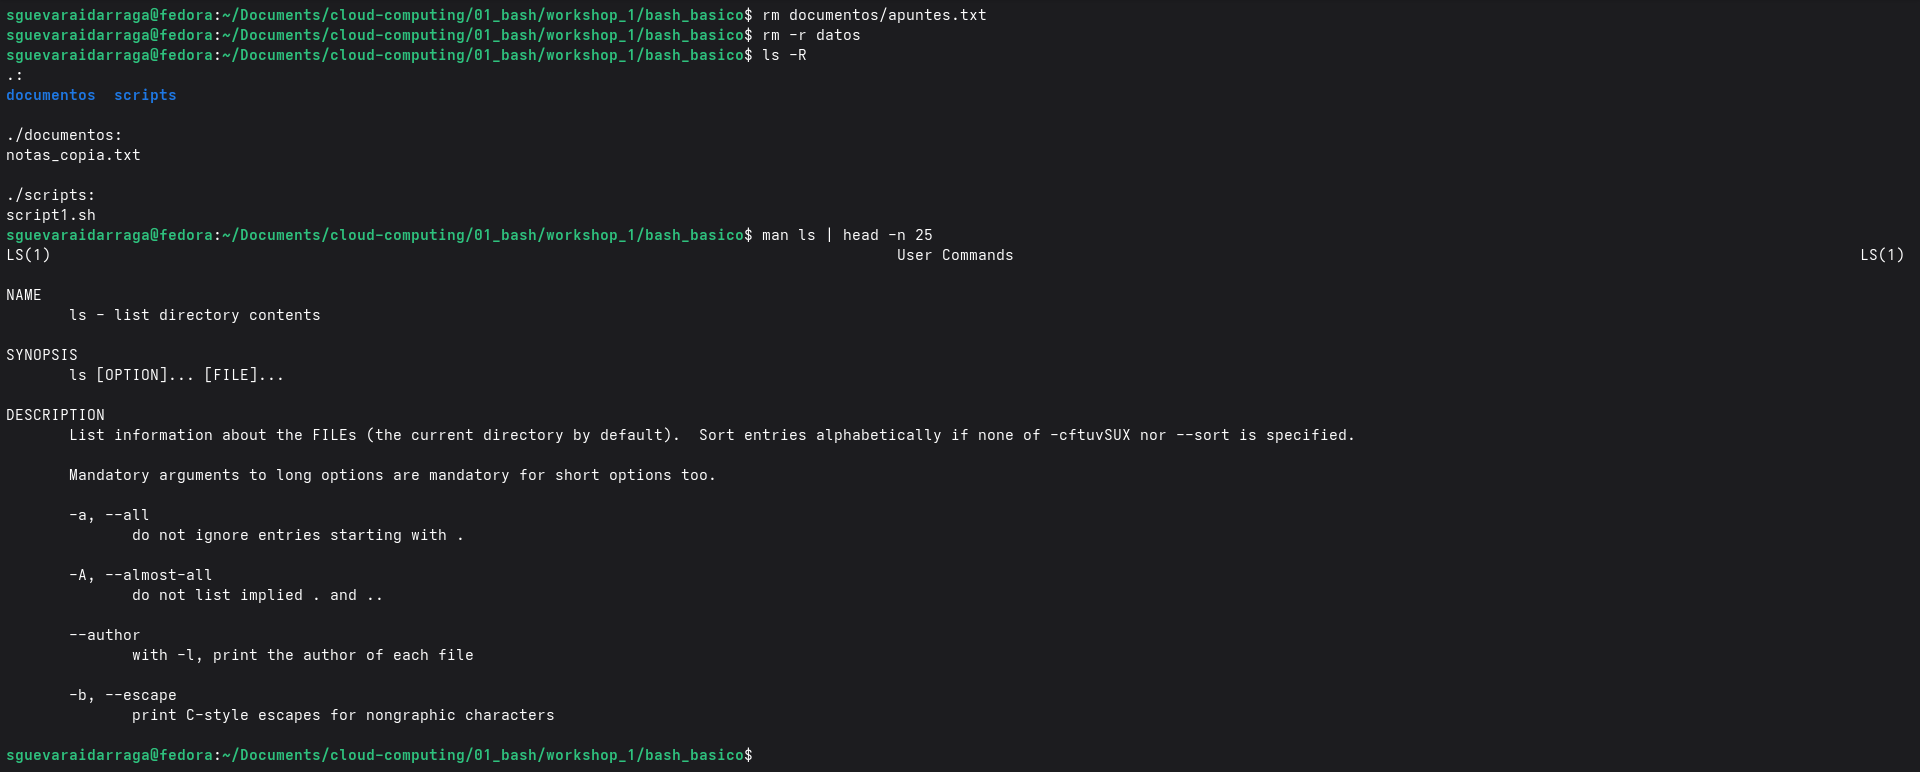 sguevaraidarraga@fedora:~/Documents/cloud-computing/01_bash/workshop_1/bash_basico$ rm documentos/apuntes.txt
sguevaraidarraga@fedora:~/Documents/cloud-computing/01_bash/workshop_1/bash_basico$ rm -r datos
sguevaraidarraga@fedora:~/Documents/cloud-computing/01_bash/workshop_1/bash_basico$ ls -R
.:
documentos  scripts

./documentos:
notas_copia.txt

./scripts:
script1.sh
sguevaraidarraga@fedora:~/Documents/cloud-computing/01_bash/workshop_1/bash_basico$ man ls | head -n 25
LS(1)                                            User Commands                                            LS(1)

NAME
       ls - list directory contents

SYNOPSIS
       ls [OPTION]... [FILE]...

DESCRIPTION
       List information about the FILEs (the current directory by default).  Sort entries alphabetically if none of -cftuvSUX nor --sort is specified.

       Mandatory arguments to long options are mandatory for short options too.

       -a, --all
              do not ignore entries starting with .

       -A, --almost-all
              do not list implied . and ..

       --author
              with -l, print the author of each file

       -b, --escape
              print C-style escapes for nongraphic characters

sguevaraidarraga@fedora:~/Documents/cloud-computing/01_bash/workshop_1/bash_basico$